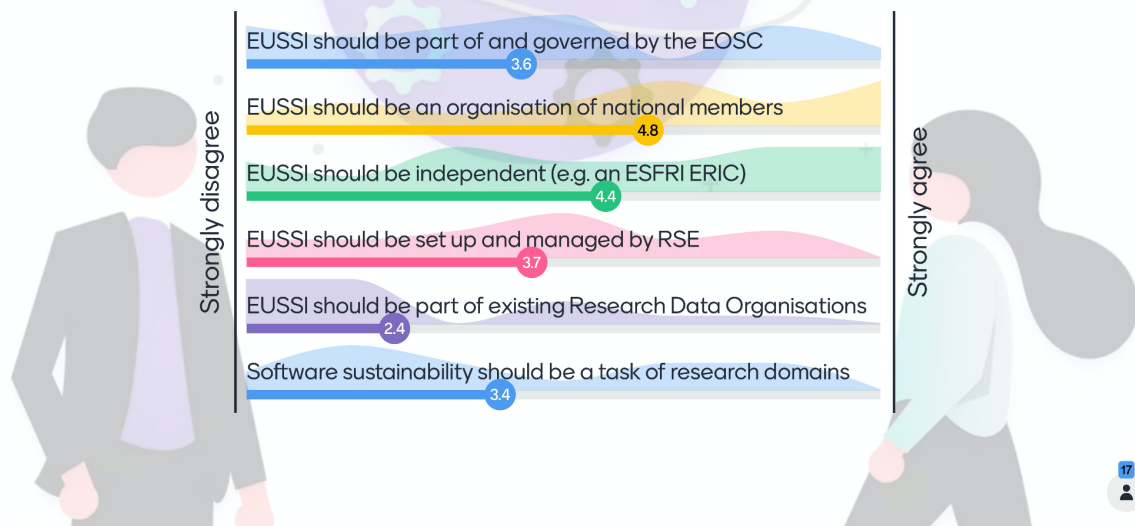 Strongly disagree
EUSSI should be part of and governed by the EOSC
3.6
EUSSI should be an organisation of national members
4.8
EUSSI should be independent (e.g. an ESFRI ERIC)
4.4
EUSSI should be set up and managed by RSE
3.7
EUSSI should be part of existing Research Data Organisations
2.4
Software sustainability should be a task of research domains
3.4
Strongly agree
17